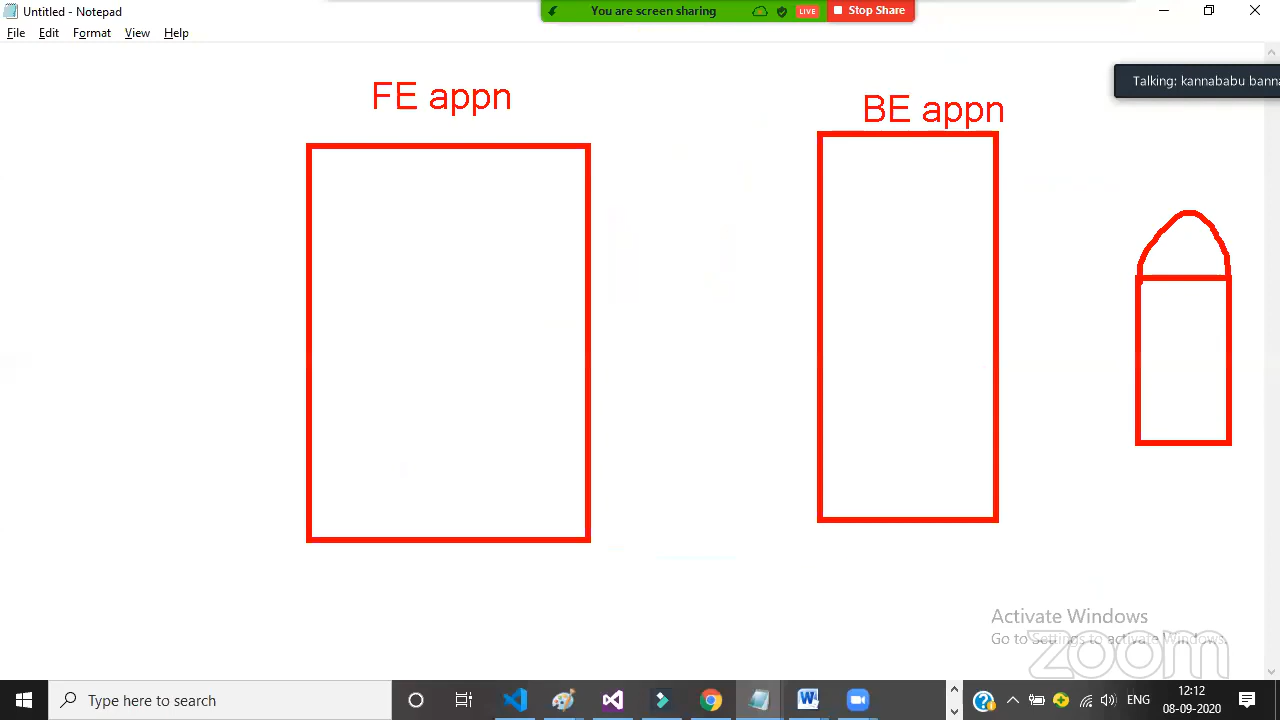 Untitled - Notepad
You are screen sharing
LIVE
Stop Share
File Edit Format View Help
Talking: kannababu bann
FE appn
BE appn
Activate Windows
Go to Settings to activate Windows.
zoom
Type here to search
ENG
12:12
08-09-2020